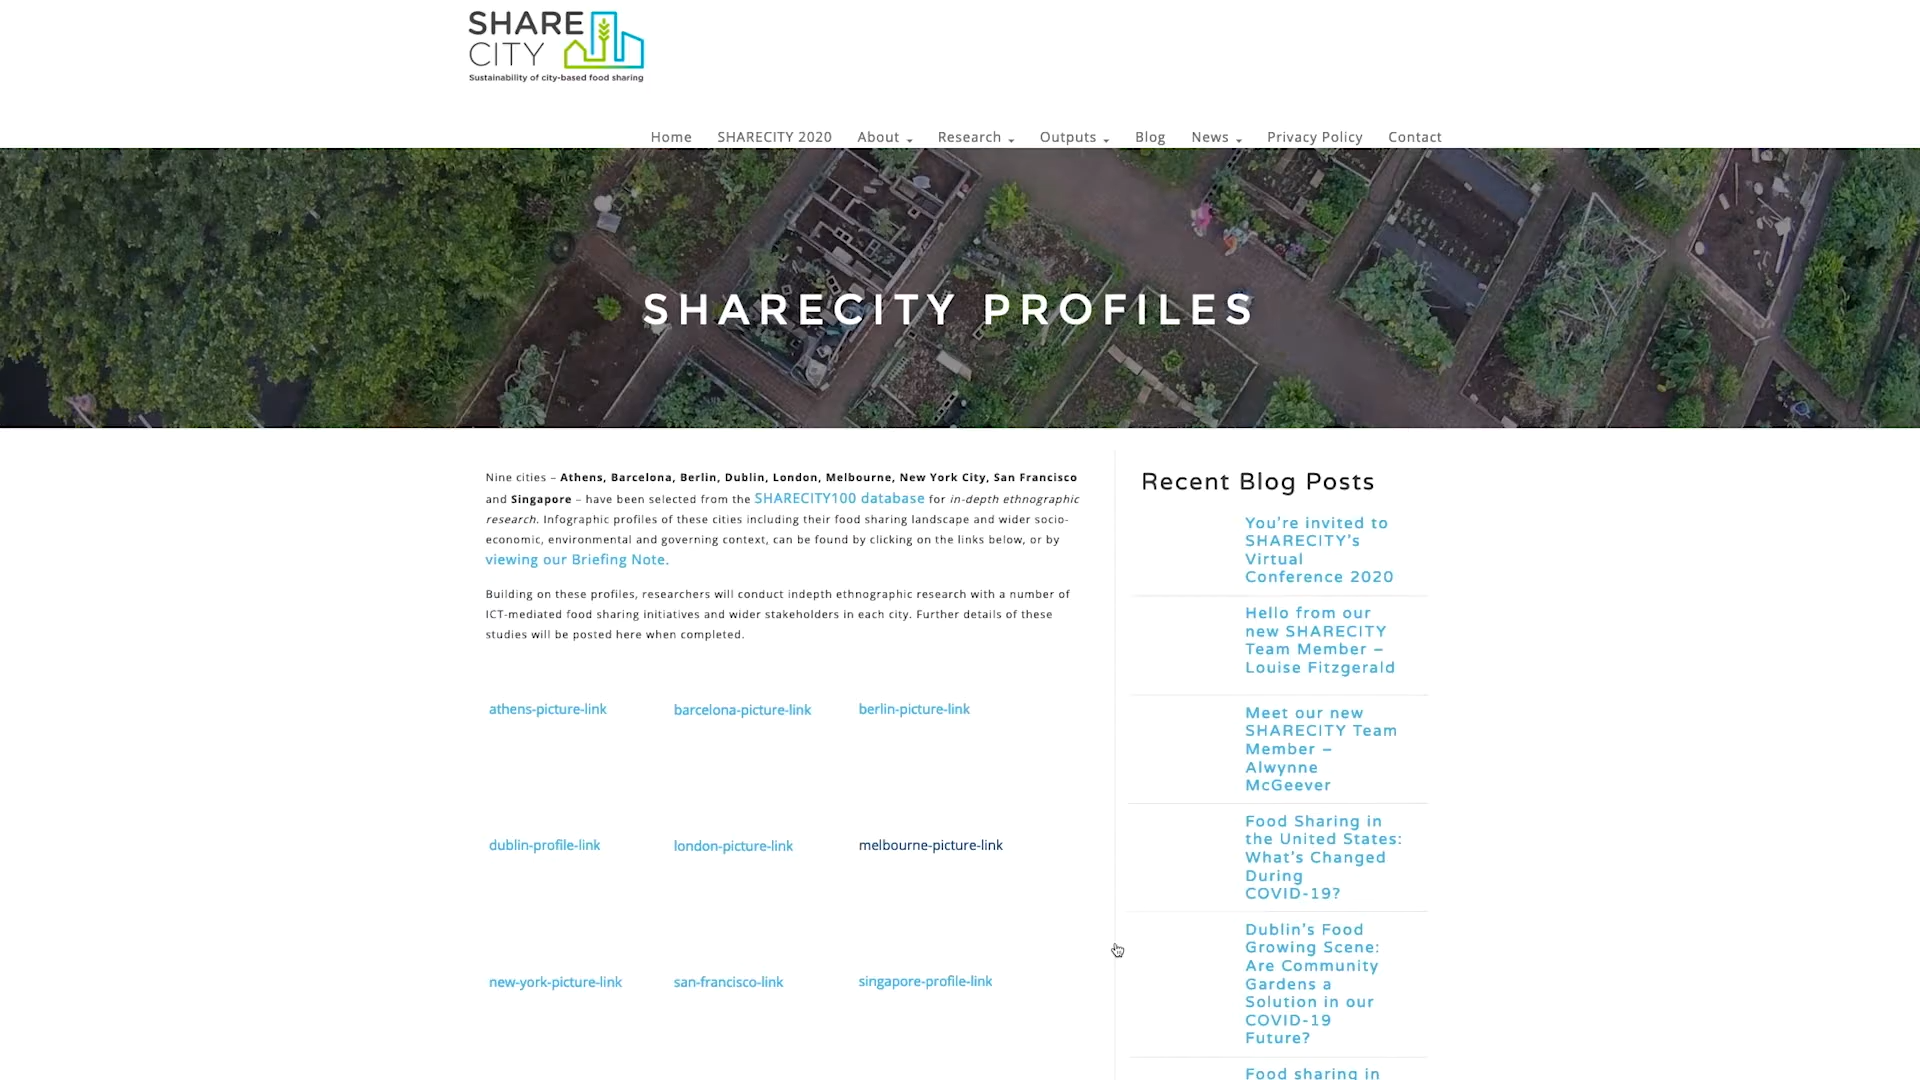 SHARE
CITY
Sustainability of city-based food sharing
Home SHARECITY 2020 About Research Outputs Blog News Privacy Policy Contact
SHARECITY PROFILES
Nine cities – Athens, Barcelona, Berlin, Dublin, London, Melbourne, New York City, San Francisco
and Singapore – have been selected from the SHARECITY100 database for in-depth ethnographic
research. Infographic profiles of these cities including their food sharing landscape and wider socio-
economic, environmental and governing context, can be found by clicking on the links below, or by
viewing our Briefing Note.
Building on these profiles, researchers will conduct indepth ethnographic research with a number of
ICT-mediated food sharing initiatives and wider stakeholders in each city. Further details of these
studies will be posted here when completed.
athens-picture-link barcelona-picture-link berlin-picture-link
dublin-profile-link london-picture-link melbourne-picture-link
new-york-picture-link san-francisco-link singapore-profile-link
Recent Blog Posts
You're invited to
SHARECITY's
Virtual
Conference 2020
Hello from our
new SHARECITY
Team Member –
Louise Fitzgerald
Meet our new
SHARECITY Team
Member –
Alwynne
McGeever
Food Sharing in
the United States:
What's Changed
During
COVID-19?
Dublin's Food
Growing Scene:
Are Community
Gardens a
Solution in our
COVID-19
Future?
Food sharing in